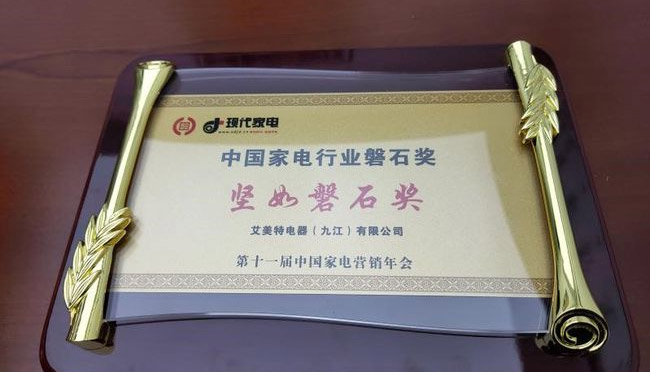 现代家电
中国家电行业磐石奖
坚如磐石奖
艾美特电器（九江）有限公司
第十一届中国家电营销年会